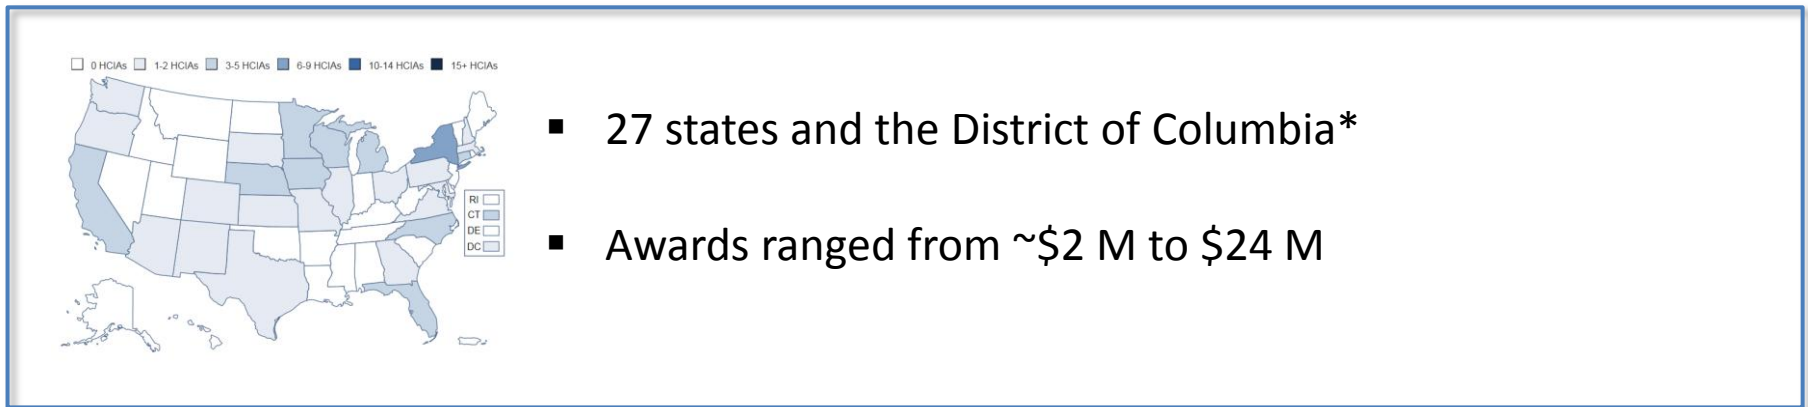 0 HCIAs 1-2 HCIAs 3-5 HCIAs 6-9 HCIAs 10-14 HCIAs 15+ HCIAs
RI
CT
DE
DC
▪ 27 states and the District of Columbia*
▪ Awards ranged from ~$2 M to $24 M